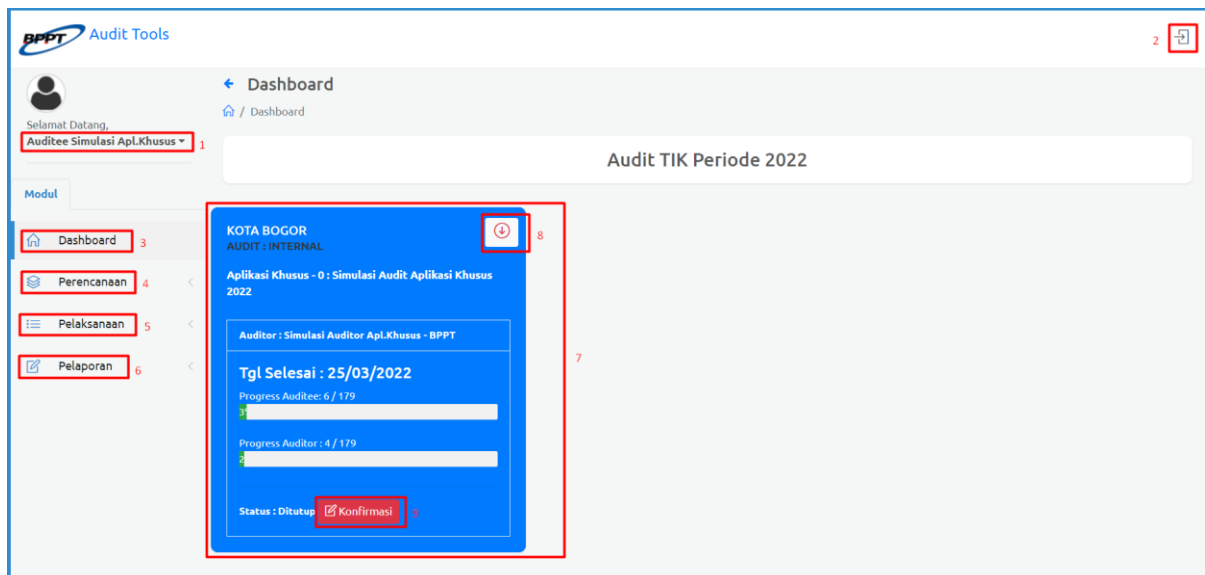 BPPT Audit Tools
2
Dashboard
/ Dashboard
Selamat Datang,
Auditee Simulasi Apl.Khusus
1
Audit TIK Periode 2022
Modul
Dashboard 3
Perencanaan 4
Pelaksanaan 5
Pelaporan 6
KOTA BOGOR
AUDIT : INTERNAL
8
Aplikasi Khusus - 0 : Simulasi Audit Aplikasi Khusus
2022
Auditor : Simulasi Auditor Apl.Khusus - BPPT
7
Tgl Selesai : 25/03/2022
Progress Auditee: 6 / 179
3%
Progress Auditor : 4 / 179
2
Status : Ditutup Konfirmasi